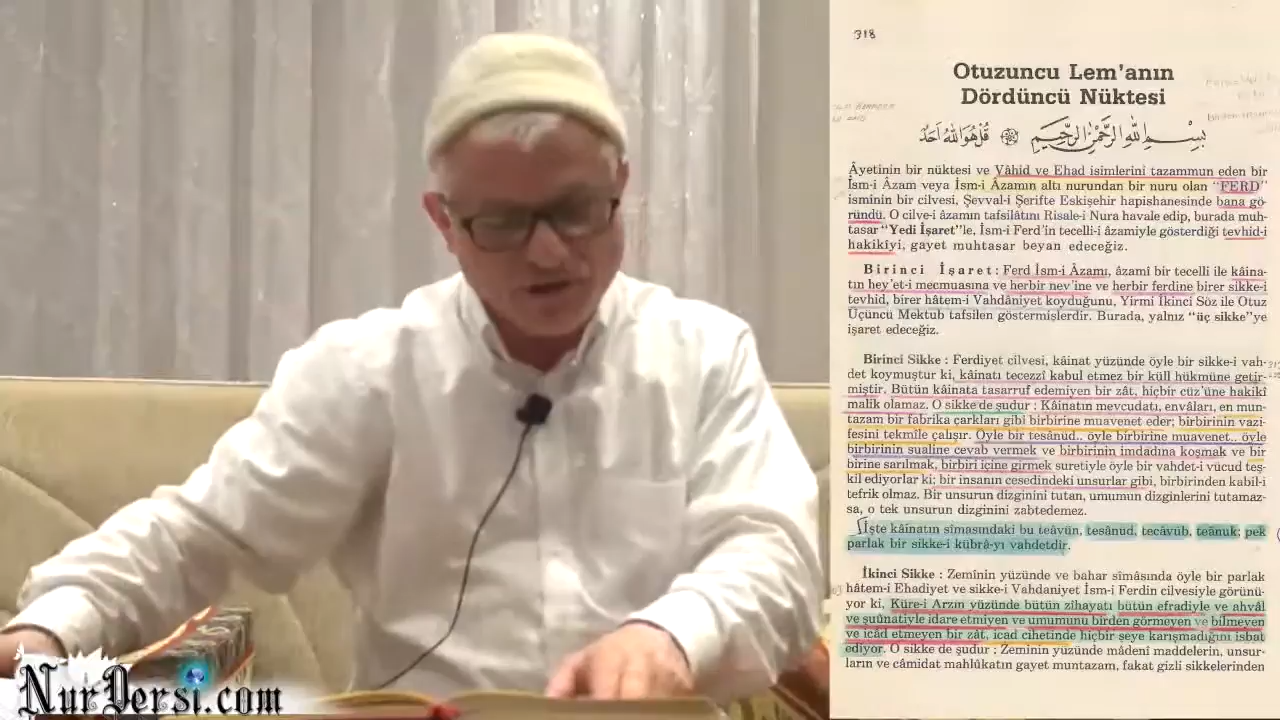 318
Otuzuncu Lem'anın
Dördüncü Nüktesi
بِسْــمِ اللّٰهِ الرَّحْمٰنِ الرَّحِيمِ ۞ قُلْ هُوَ اللّٰهُ اَحَدٌ
Âyetinin bir nüktesi ve Vâhid ve Ehad isimlerini tazammun eden bir
İsm-i Âzam veya İsm-i Âzamın altı nurundan bir nuru olan "FERD"
isminin bir cilvesi, Şevval-i Şerifte Eskişehir hapishanesinde bana gö-
ründü. O cilve-i âzamın tafsilâtını Risale-i Nura havale edip, burada muh-
tasar "Yedi İşaret"le, İsm-i Ferd'in tecelli-i âzamiyle gösterdiği tevhid-i
hakikîyi, gayet muhtasar beyan edeceğiz.
Birinci İşaret: Ferd İsm-i Âzamı, âzamî bir tecelli ile kâina-
tın hey'et-i mecmuasına ve herbir nev'ine ve herbir ferdine birer sikke-i
tevhid, birer hâtem-i Vahdâniyet koyduğunu, Yirmi İkinci Söz ile Otuz
Üçüncü Mektub tafsilen göstermişlerdir. Burada, yalnız "üç sikke"ye
işaret edeceğiz.
Birinci Sikke: Ferdiyet cilvesi, kâinat yüzünde öyle bir sikke-i vah-
det koymuştur ki, kâinatı tecezzî kabul etmez bir küll hükmüne getir-
miştir. Bütün kâinata tasarruf edemiyen bir zât, hiçbir cüz'üne hakikî
malik olamaz. O sikke de şudur: Kâinatın mevcudatı, envâları, en mun-
tazam bir fabrika çarkları gibi birbirine muavenet eder; birbirinin vazi-
fesini tekmile çalışır. Öyle bir tesânüd.. öyle birbirine muavenet.. öyle
birbirinin sualine cevab vermek ve birbirinin imdadına koşmak ve bir
birine sarılmak, birbiri içine girmek suretiyle öyle bir vahdet-i vücud teş-
kil ediyorlar ki; bir insanın cesedindeki unsurlar gibi, birbirinden kabil-i
tefrik olmaz. Bir unsurun dizginini tutan, umumun dizginlerini tutamaz-
sa, o tek unsurun dizginini zabtedemez.
İşte kâinatın sîmasındaki bu teâvün, tesânud, tecâvüb, teânuk; pek
parlak bir sikke-i kübrâ-yı vahdetdir.
İkinci Sikke: Zemînin yüzünde ve bahar sîmâsında öyle bir parlak
hâtem-i Ehadiyet ve sikke-i Vahdaniyet İsm-i Ferdin cilvesiyle görünü-
yor ki, Küre-i Arzın yüzünde bütün zîhayatı bütün efradiyle ve ahvâl
ve şuûnatiyle idare etmiyen ve umumunu birden görmeyen ve bilmeyen
ve icâd etmeyen bir zât, icad cihetinde hiçbir şeye karışmadığını isbat
ediyor. O sikke de şudur: Zeminin yüzünde mâdenî maddelerin, unsur-
ların ve câmidat mahlûkatın gayet muntazam, fakat gizli sikkelerinden
NurDersi.com